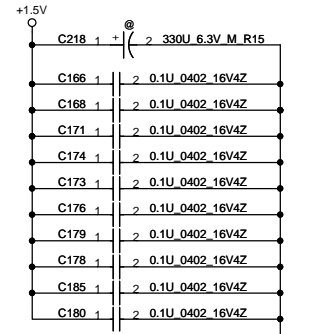 +1.5V
@
C218 1 + 2 330U_6.3V_M_R15
C166 1 2 0.1U_0402_16V4Z
C168 1 2 0.1U_0402_16V4Z
C171 1 2 0.1U_0402_16V4Z
C174 1 2 0.1U_0402_16V4Z
C173 1 2 0.1U_0402_16V4Z
C176 1 2 0.1U_0402_16V4Z
C179 1 2 0.1U_0402_16V4Z
C178 1 2 0.1U_0402_16V4Z
C185 1 2 0.1U_0402_16V4Z
C180 1 2 0.1U_0402_16V4Z